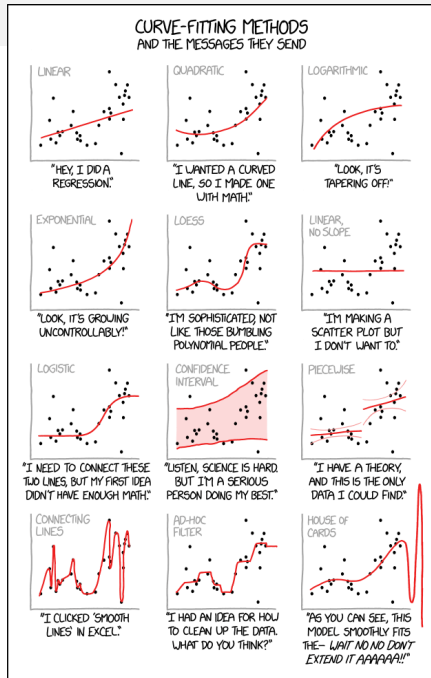 CURVE-FITTING METHODS
AND THE MESSAGES THEY SEND
LINEAR
"HEY, I DID A
REGRESSION."
QUADRATIC
"I WANTED A CURVED
LINE, SO I MADE ONE
WITH MATH."
LOGARITHMIC
"LOOK, IT'S
TAPERING OFF!"
EXPONENTIAL
"LOOK, IT'S GROWING
UNCONTROLLABLY!"
LOESS
"I'M SOPHISTICATED, NOT
LIKE THOSE BUMBLING
POLYNOMIAL PEOPLE."
LINEAR,
NO SLOPE
"I'M MAKING A
SCATTER PLOT BUT
I DON'T WANT TO."
LOGISTIC
"I NEED TO CONNECT THESE
TWO LINES, BUT MY FIRST IDEA
DIDN'T HAVE ENOUGH MATH."
CONFIDENCE
INTERVAL
"LISTEN, SCIENCE IS HARD.
BUT I'M A SERIOUS
PERSON DOING MY BEST."
PIECEWISE
"I HAVE A THEORY,
AND THIS IS THE ONLY
DATA I COULD FIND."
CONNECTING
LINES
"I CLICKED 'SMOOTH
LINES' IN EXCEL."
AD-HOC
FILTER
"I HAD AN IDEA FOR HOW
TO CLEAN UP THE DATA.
WHAT DO YOU THINK?"
HOUSE OF
CARDS
"AS YOU CAN SEE, THIS
MODEL SMOOTHLY FITS
THE- WAIT NO NO DON'T
EXTEND IT AAAAAA!!"